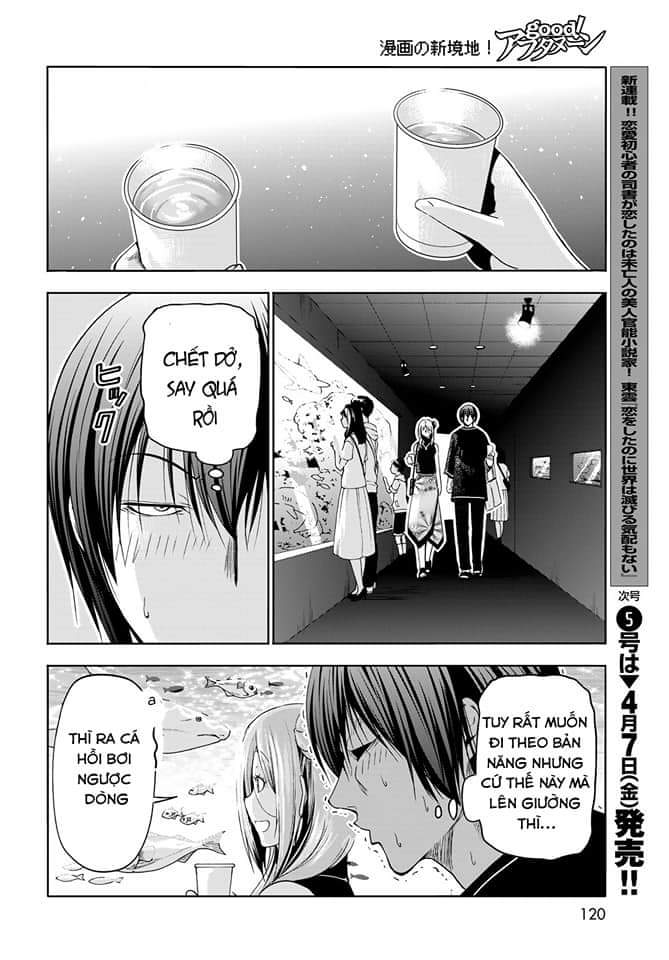 漫画の新境地！
good!
アフタヌーン
新連載!! 恋愛初心者の司書が恋したのは未亡人の美人官能小説家！ 東雲『恋をしたのに世界は滅びる気配もない』
次号
5号は▼4月7日(金)発売!!
CHẾT DỞ,
SAY QUÁ
RỒI
ヒック
a
THÌ RA CÁ
HỒI BƠI
NGƯỢC
DÒNG
TUY RẤT MUỐN
ĐI THEO BẢN
NĂNG NHƯNG
CỨ THẾ NÀY MÀ
LÊN GIƯỜNG
THÌ...
120